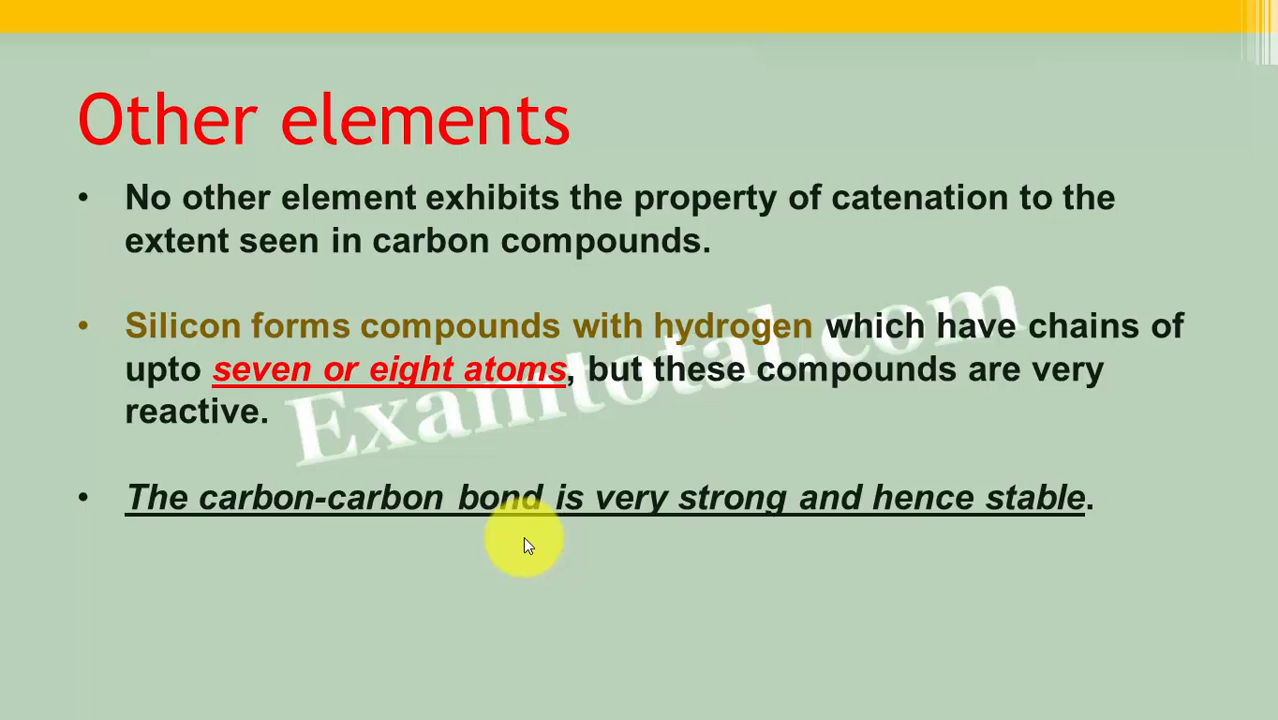 Other elements
• No other element exhibits the property of catenation to the
extent seen in carbon compounds.
• Silicon forms compounds with hydrogen which have chains of
upto seven or eight atoms, but these compounds are very
reactive.
• The carbon-carbon bond is very strong and hence stable.
Examtotal.com